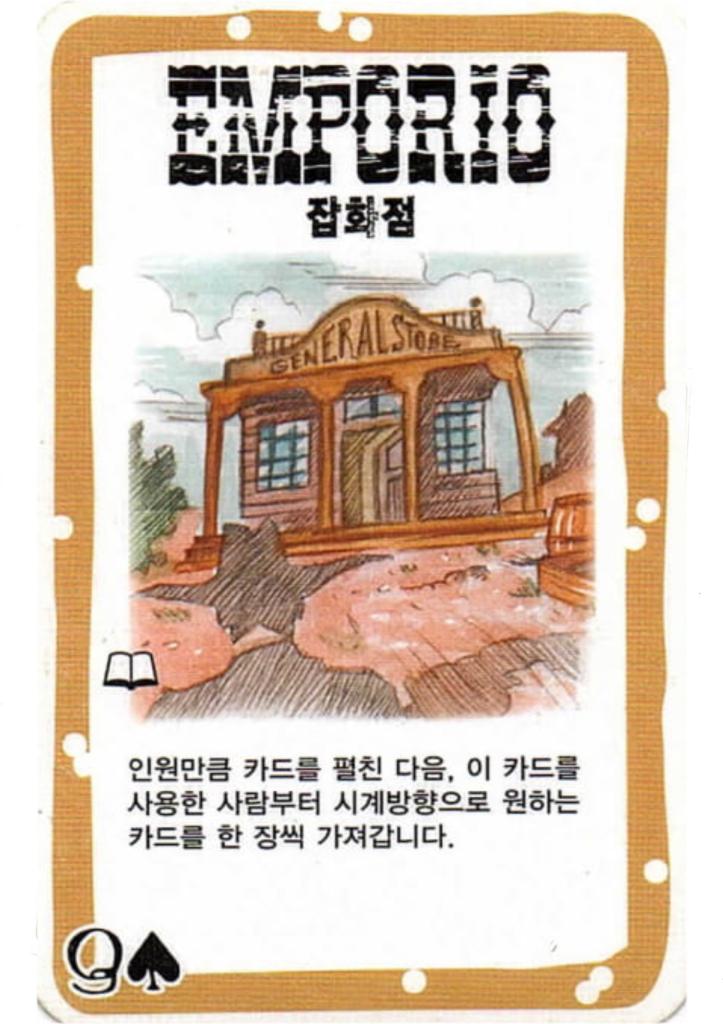 EMPORIO
잡화점
GENERAL STORE
인원만큼 카드를 펼친 다음, 이 카드를
사용한 사람부터 시계방향으로 원하는
카드를 한 장씩 가져갑니다.
Q♠